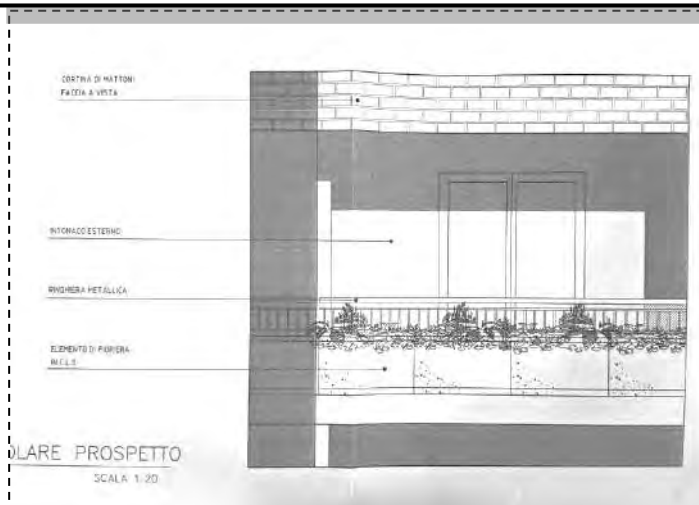 CORTINA DI MATTONI
FACCIA A VISTA
INTONACO ESTERNO
RINGHIERA METALLICA
ELEMENTO DI FIORIERA
IN C.L.S
OLARE PROSPETTO
SCALA 1:20